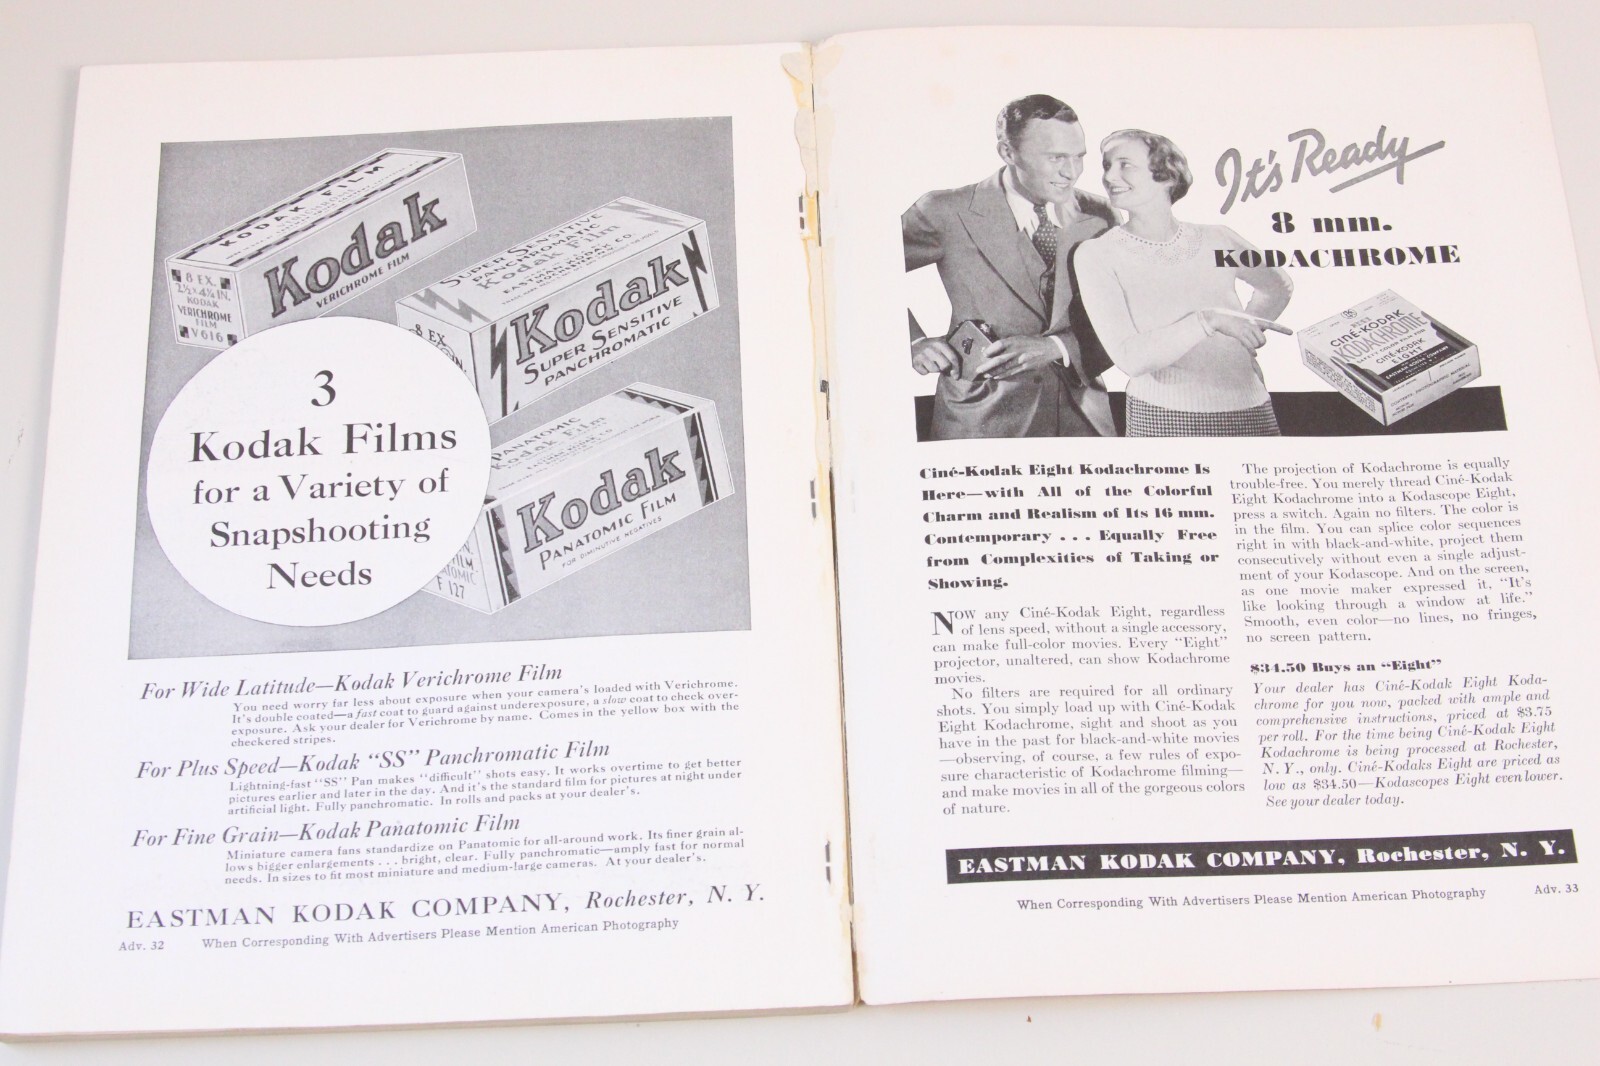 KODAK FILM
Kodak
VERICHROME FILM
8 EX.
2½x4¼ IN.
KODAK
VERICHROME
FILM
V616
SUPER SENSITIVE
PANCHROMATIC
Kodak Film
EASTMAN KODAK CO.
ROCHESTER, N.Y.
Kodak
SUPER SENSITIVE
PANCHROMATIC
8 EX.
PANATOMIC
Kodak Film
Kodak
PANATOMIC FILM
FOR DIMINUTIVE NEGATIVES
F 127
3
Kodak Films
for a Variety of
Snapshooting
Needs
For Wide Latitude—Kodak Verichrome Film
You need worry far less about exposure when your camera's loaded with Verichrome.
It's double coated—a fast coat to guard against underexposure, a slow coat to check over-
exposure. Ask your dealer for Verichrome by name. Comes in the yellow box with the
checkered stripes.
For Plus Speed—Kodak "SS" Panchromatic Film
Lightning-fast "SS" Pan makes "difficult" shots easy. It works overtime to get better
pictures earlier and later in the day. And it's the standard film for pictures at night under
artificial light. Fully panchromatic. In rolls and packs at your dealer's.
For Fine Grain—Kodak Panatomic Film
Miniature camera fans standardize on Panatomic for all-around work. Its finer grain al-
lows bigger enlargements . . . bright, clear. Fully panchromatic—amply fast for normal
needs. In sizes to fit most miniature and medium-large cameras. At your dealer's.
EASTMAN KODAK COMPANY, Rochester, N. Y.
Adv. 32 When Corresponding With Advertisers Please Mention American Photography
It's Ready
8 mm.
KODACHROME
CINÉ-KODAK
KODACHROME
SAFETY COLOR FILM
CINÉ-KODAK
EIGHT
EASTMAN KODAK COMPANY
Ciné-Kodak Eight Kodachrome Is
Here—with All of the Colorful
Charm and Realism of Its 16 mm.
Contemporary . . . Equally Free
from Complexities of Taking or
Showing.
NOW any Ciné-Kodak Eight, regardless
of lens speed, without a single accessory,
can make full-color movies. Every "Eight"
projector, unaltered, can show Kodachrome
movies.
No filters are required for all ordinary
shots. You simply load up with Ciné-Kodak
Eight Kodachrome, sight and shoot as you
have in the past for black-and-white movies
—observing, of course, a few rules of expo-
sure characteristic of Kodachrome filming—
and make movies in all of the gorgeous colors
of nature.
The projection of Kodachrome is equally
trouble-free. You merely thread Ciné-Kodak
Eight Kodachrome into a Kodascope Eight,
press a switch. Again no filters. The color is
in the film. You can splice color sequences
right in with black-and-white, project them
consecutively without even a single adjust-
ment of your Kodascope. And on the screen,
as one movie maker expressed it, "It's
like looking through a window at life."
Smooth, even color—no lines, no fringes,
no screen pattern.
$34.50 Buys an "Eight"
Your dealer has Ciné-Kodak Eight Koda-
chrome for you now, packed with ample and
comprehensive instructions, priced at $3.75
per roll. For the time being Ciné-Kodak Eight
Kodachrome is being processed at Rochester,
N. Y., only. Ciné-Kodaks Eight are priced as
low as $34.50—Kodascopes Eight even lower.
See your dealer today.
EASTMAN KODAK COMPANY, Rochester, N. Y.
When Corresponding With Advertisers Please Mention American Photography Adv. 33